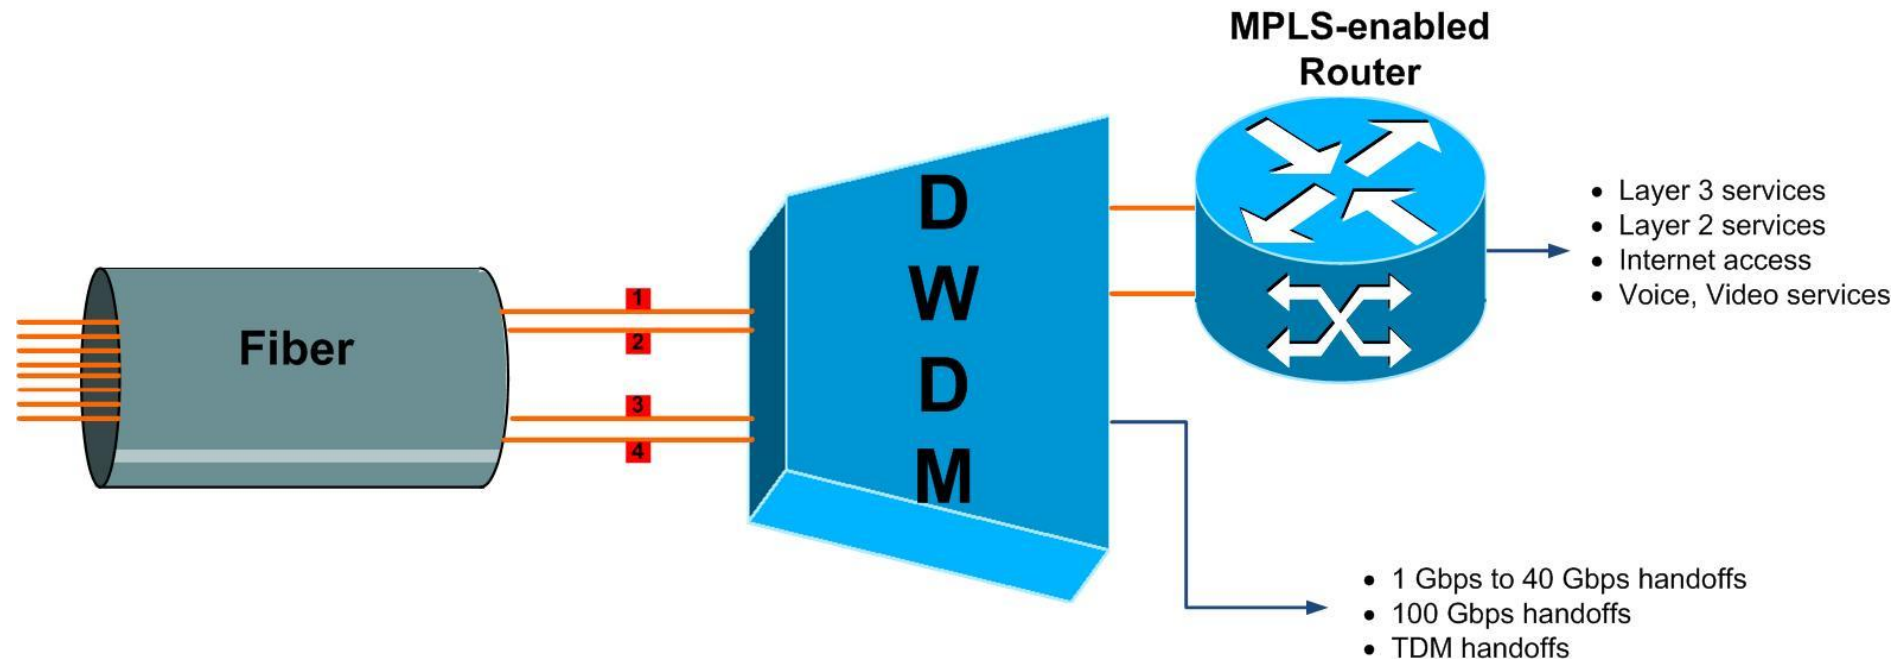 MPLS-enabled
Router
Fiber
1
2
3
4
D
W
D
M
• Layer 3 services
• Layer 2 services
• Internet access
• Voice, Video services
• 1 Gbps to 40 Gbps handoffs
• 100 Gbps handoffs
• TDM handoffs